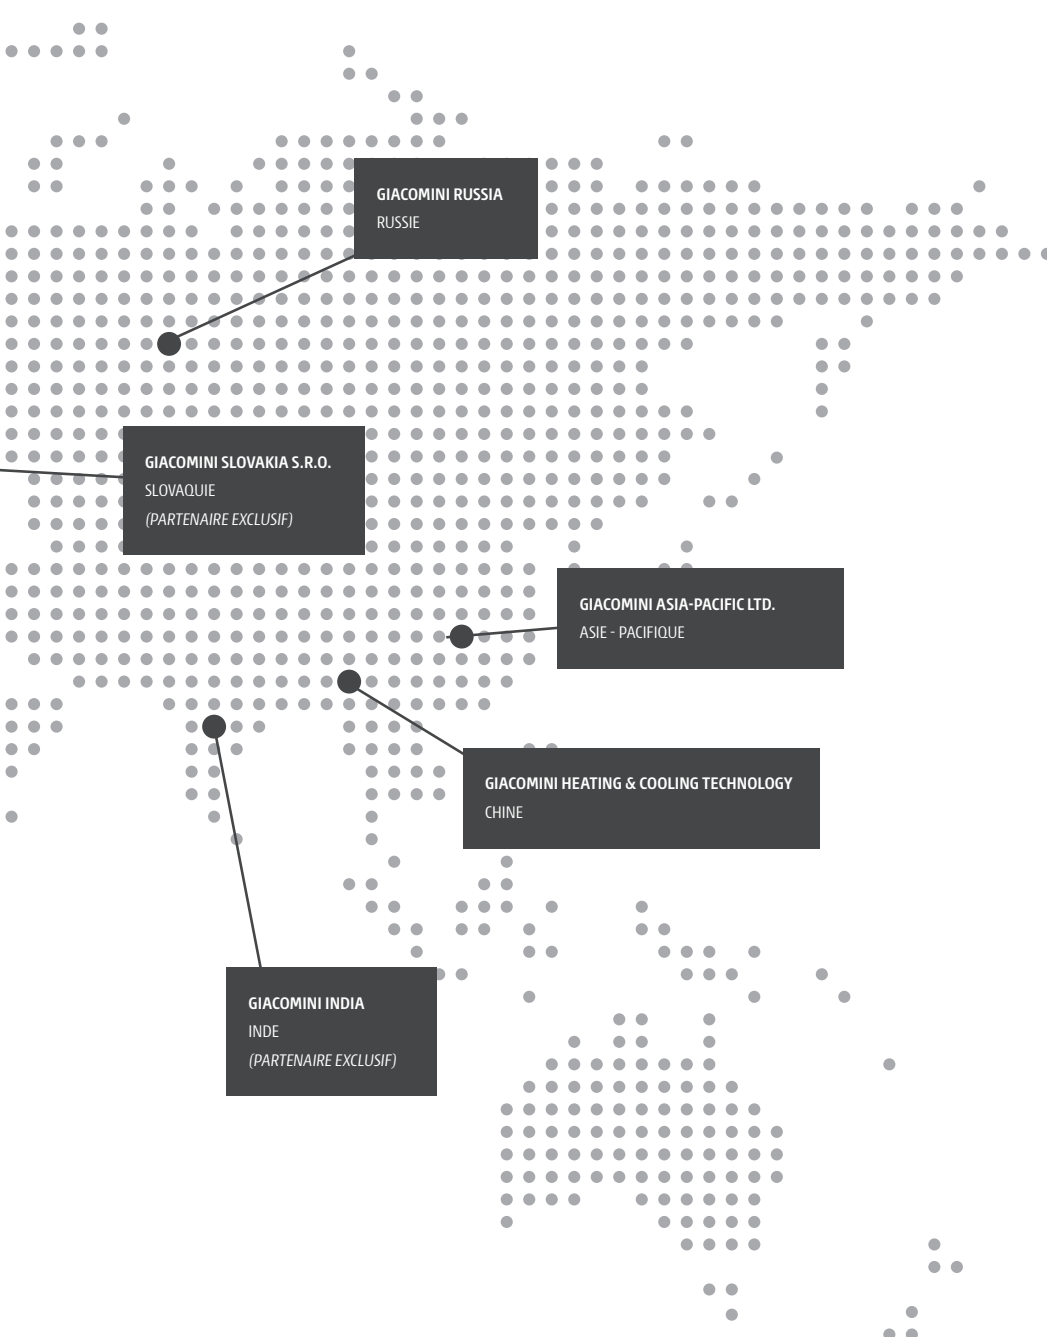 GIACOMINI RUSSIA
RUSSIE
GIACOMINI SLOVAKIA S.R.O.
SLOVAQUIE
(PARTENAIRE EXCLUSIF)
GIACOMINI ASIA-PACIFIC LTD.
ASIE - PACIFIQUE
GIACOMINI HEATING & COOLING TECHNOLOGY
CHINE
GIACOMINI INDIA
INDE
(PARTENAIRE EXCLUSIF)